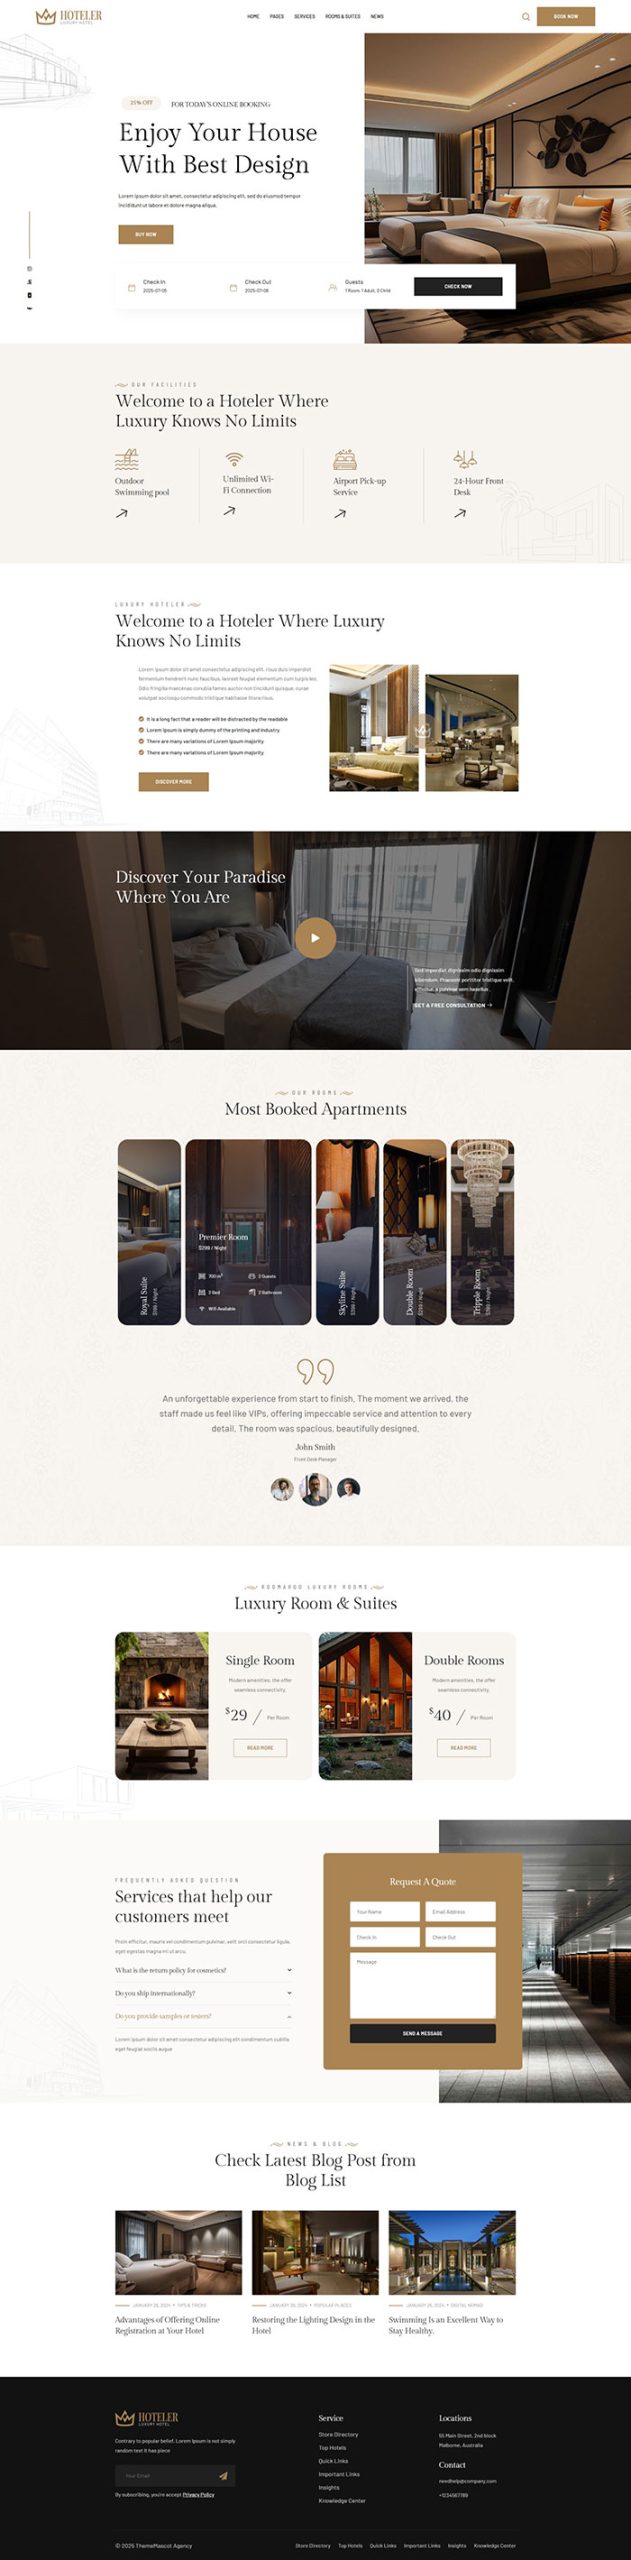 HOTELER
LUXURY HOTEL
HOME PAGES SERVICES ROOMS & SUITES NEWS
BOOK NOW
25% OFF FOR TODAY'S ONLINE BOOKING
Enjoy Your House
With Best Design
Lorem ipsum dolor sit amet, consectetur adipiscing elit, sed do eiusmod tempor
incididunt ut labore et dolore magna aliqua.
BUY NOW
Check In
2025-07-05
Check Out
2025-07-08
Guests
1 Room, 1 Adult, 0 Child
CHECK NOW
OUR FACILITIES
Welcome to a Hoteler Where
Luxury Knows No Limits
Outdoor
Swimming pool
Unlimited Wi-
Fi Connection
Airport Pick-up
Service
24-Hour Front
Desk
LUXURY HOTELER
Welcome to a Hoteler Where Luxury
Knows No Limits
Lorem ipsum dolor sit amet consectetur adipiscing elit, risus duis imperdiet
fermentum hendrerit nunc faucibus, laoreet feugiat elementum cum turpis leo.
Odio fringilla maecenas conubia fames auctor non tincidunt quisque, curae
volutpat sociosqu commodo tristique habitasse litora risus.
It is a long fact that a reader will be distracted by the readable
Lorem Ipsum is simply dummy of the printing and industry.
There are many variations of Lorem Ipsum majority.
There are many variations of Lorem Ipsum majority.
DISCOVER MORE
Discover Your Paradise
Where You Are
Sed imperdiet dignissim odio dignissim
bibendum. Praesent porttitor tristique velit,
efficitur, a pulvinar sem hasellus .
GET A FREE CONSULTATION
OUR ROOMS
Most Booked Apartments
Royal Suite
$199 / Night
Premier Room
$299 / Night
700 m²
3 Guests
3 Bed
2 Bathroom
Wifi Available
Skyline Suite
/ Night
Double Room
/ Night
Tripple Room
/ Night
An unforgettable experience from start to finish. The moment we arrived, the
staff made us feel like VIPs, offering impeccable service and attention to every
detail. The room was spacious, beautifully designed.
John Smith
Front Desk Manager
ROOMAROO LUXURY ROOMS
Luxury Room & Suites
Single Room
Modern amenities, the offer
seamless connectivity.
$29 / Per Room
READ MORE
Double Rooms
Modern amenities, the offer
seamless connectivity.
$40 / Per Room
READ MORE
FREQUENTLY ASKED QUESTION
Services that help our
customers meet
Proin efficitur, mauris vel condimentum pulvinar, velit orci consectetur ligula,
eget egestas magna mi ut arcu.
What is the return policy for cosmetics?
Do you ship internationally?
Do you provide samples or testers?
Lorem ipsum dolor sit amet consectetur adipiscing elit condimentum cubilia
eget feugiat sociis augue
Request A Quote
Your Name
Email Address
Check In
Check Out
Message
SEND A MESSAGE
NEWS & BLOG
Check Latest Blog Post from
Blog List
JANUARY 26, 2024 • TIPS & TRICKS
Advantages of Offering Online
Registration at Your Hotel
JANUARY 26, 2024 • POPULAR PLACES
Restoring the Lighting Design in the
Hotel
JANUARY 26, 2024 • DIGITAL NOMAD
Swimming Is an Excellent Way to
Stay Healthy.
HOTELER
LUXURY HOTEL
Contrary to popular belief, Lorem Ipsum is not simply
random text it has piece
Your Email
By subscribing, you're accept Privacy Policy
Service
Store Directory
Top Hotels
Quick Links
Important Links
Insights
Knowledge Center
Locations
55 Main Street, 2nd block
Malborne, Australia
Contact
needhelp@company.com
+1234567789
© 2025 ThemeMascot Agency
Store Directory Top Hotels Quick Links Important Links Insights Knowledge Center